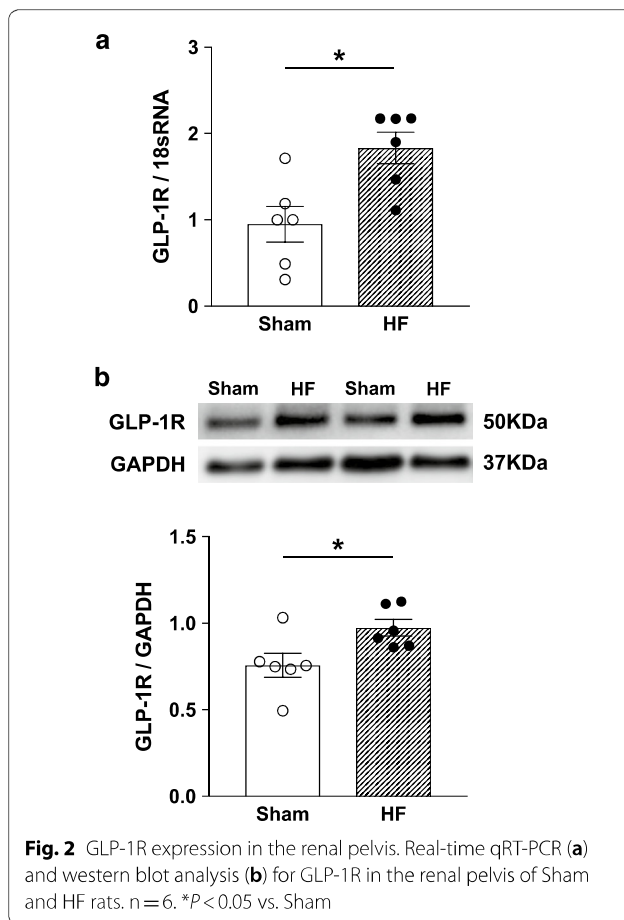 a
*
3
2
1
0
GLP-1R / 18sRNA
Sham HF
b
Sham HF Sham HF
GLP-1R 50KDa
GAPDH 37KDa
*
1.5
1.0
0.5
0.0
GLP-1R / GAPDH
Sham HF
Fig. 2 GLP-1R expression in the renal pelvis. Real-time qRT-PCR (a)
and western blot analysis (b) for GLP-1R in the renal pelvis of Sham
and HF rats. n = 6. *P < 0.05 vs. Sham